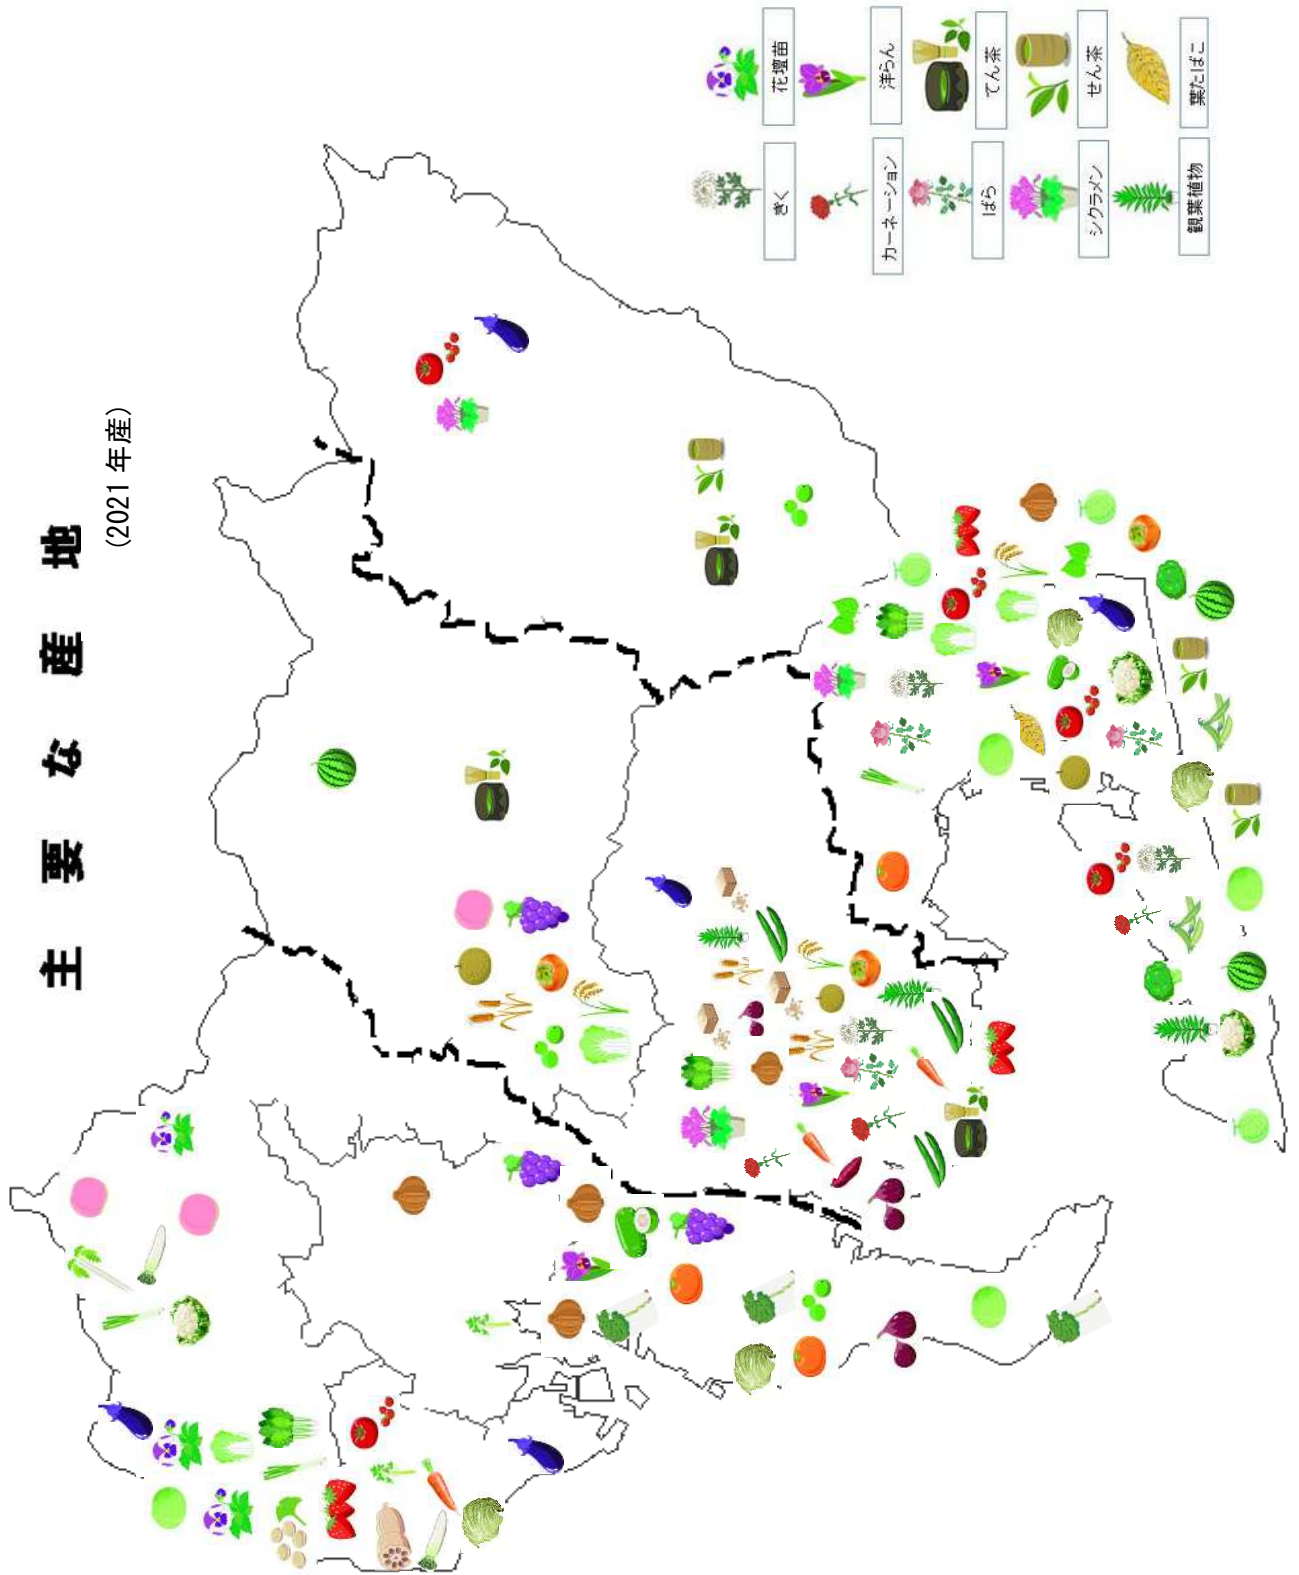 主要な産地
(2021年産)
きく
花壇苗
カーネーション
洋らん
ばら
てん茶
シクラメン
せん茶
観葉植物
葉たばこ